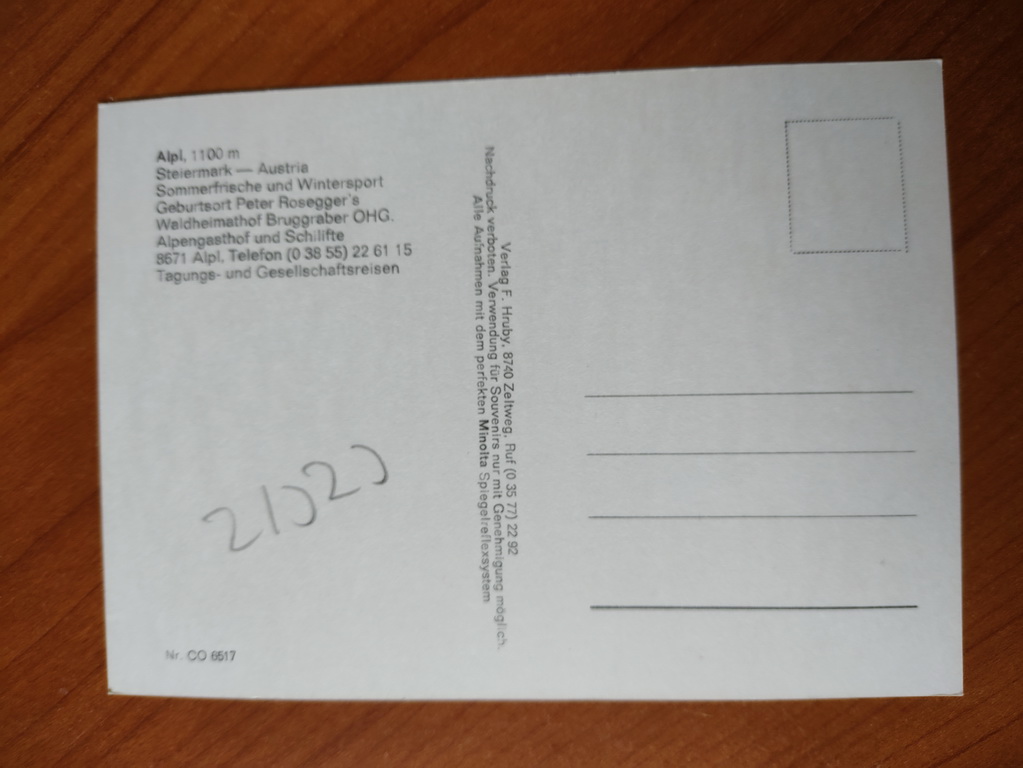 Alpl, 1100 m
Steiermark — Austria
Sommerfrische und Wintersport
Geburtsort Peter Rosegger's
Waldheimathof Bruggraber OHG.
Alpengasthof und Schilifte
8671 Alpl, Telefon (0 38 55) 22 61 15
Tagungs- und Gesellschaftsreisen
Verlag F. Hruby, 8740 Zeltweg, Ruf (0 35 77) 22 92
Nachdruck verboten. Verwendung für Souvenirs nur mit Genehmigung möglich.
Alle Aufnahmen mit dem perfekten Minolta Spiegelreflexsystem
Nr. CO 6517